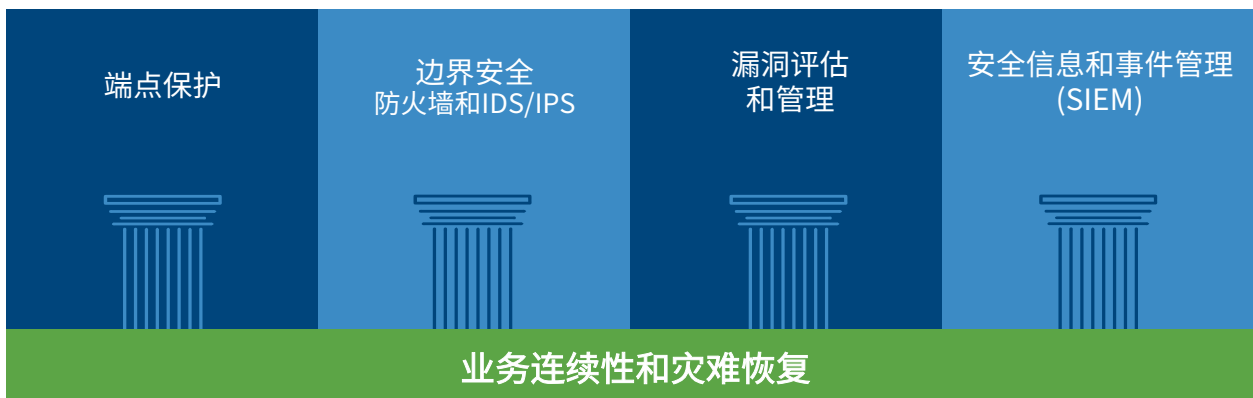 端点保护
边界安全
防火墙和IDS/IPS
漏洞评估
和管理
安全信息和事件管理
(SIEM)
业务连续性和灾难恢复